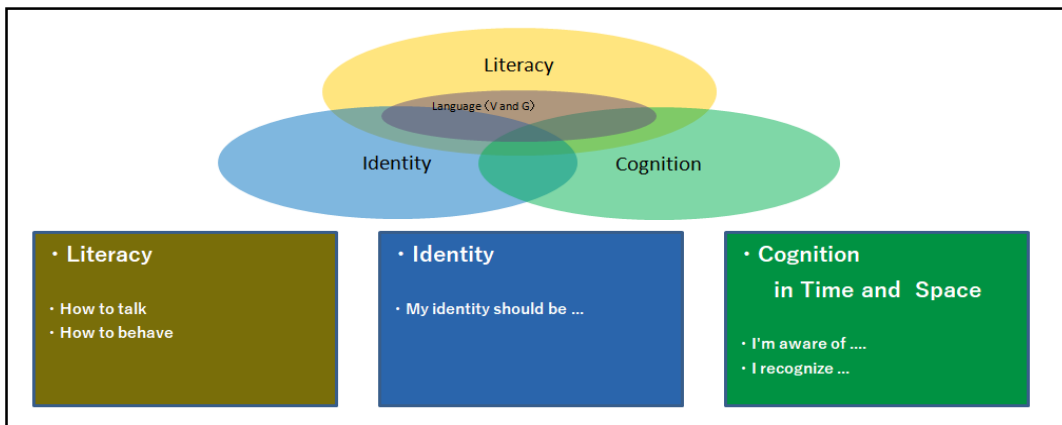 Literacy
Language（V and G）
Identity
Cognition
・Literacy
・How to talk
・How to behave
・Identity
・My identity should be ...
・Cognition
in Time and Space
・I'm aware of ....
・I recognize ...